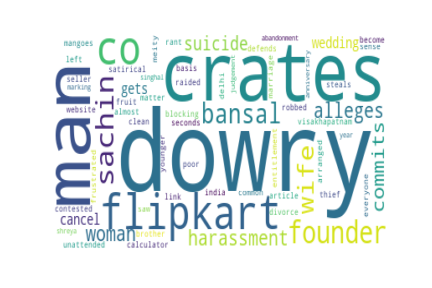 abandonment
mangoes rant defends wedding become
co suicide meity sense
left satirical crates
man seller singhal basis delhi judgement marriage anniversary
marking sachin gets raided bansal robbed steals
website fruit matter alleges
almost clean blocking visakhapatnam year
frustrated seconds dowry entitlement arranged commits
younger poor wife
link india common article everyone
contested flipkart thief
cancel sam divorce founder
shreya woman brother harassment
unattended calculator